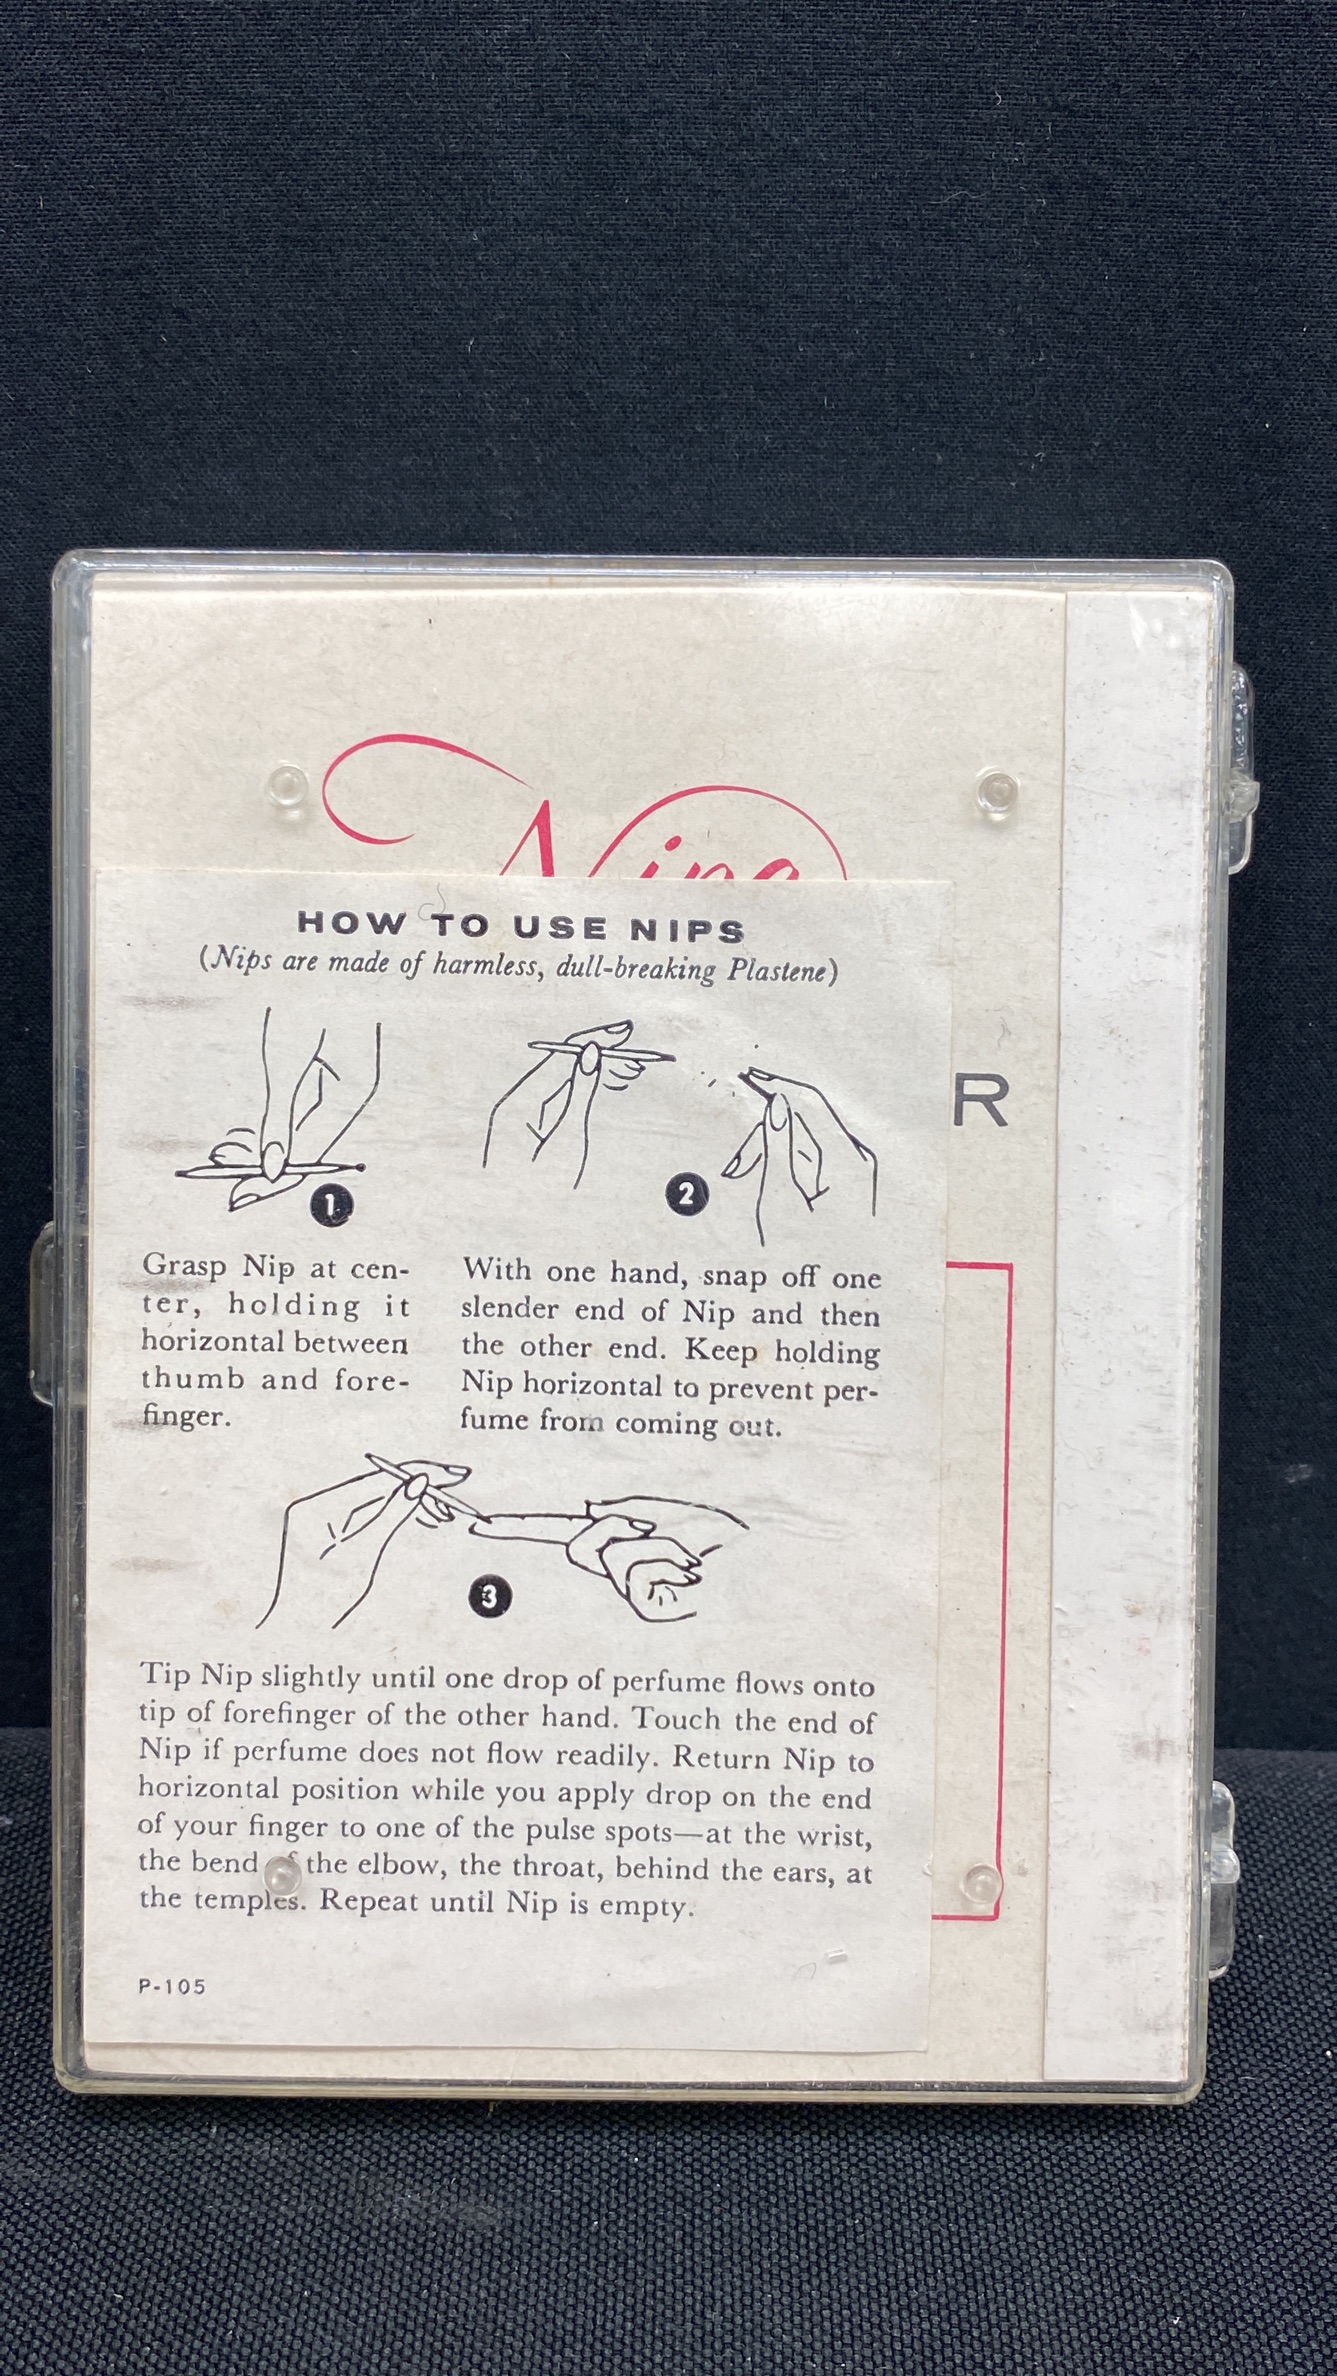 Nips
HOW TO USE NIPS
(Nips are made of harmless, dull-breaking Plastene)
R
1
2
Grasp Nip at cen-
ter, holding it
horizontal between
thumb and fore-
finger.
With one hand, snap off one
slender end of Nip and then
the other end. Keep holding
Nip horizontal to prevent per-
fume from coming out.
3
Tip Nip slightly until one drop of perfume flows onto
tip of forefinger of the other hand. Touch the end of
Nip if perfume does not flow readily. Return Nip to
horizontal position while you apply drop on the end
of your finger to one of the pulse spots—at the wrist,
the bend of the elbow, the throat, behind the ears, at
the temples. Repeat until Nip is empty.
P-105